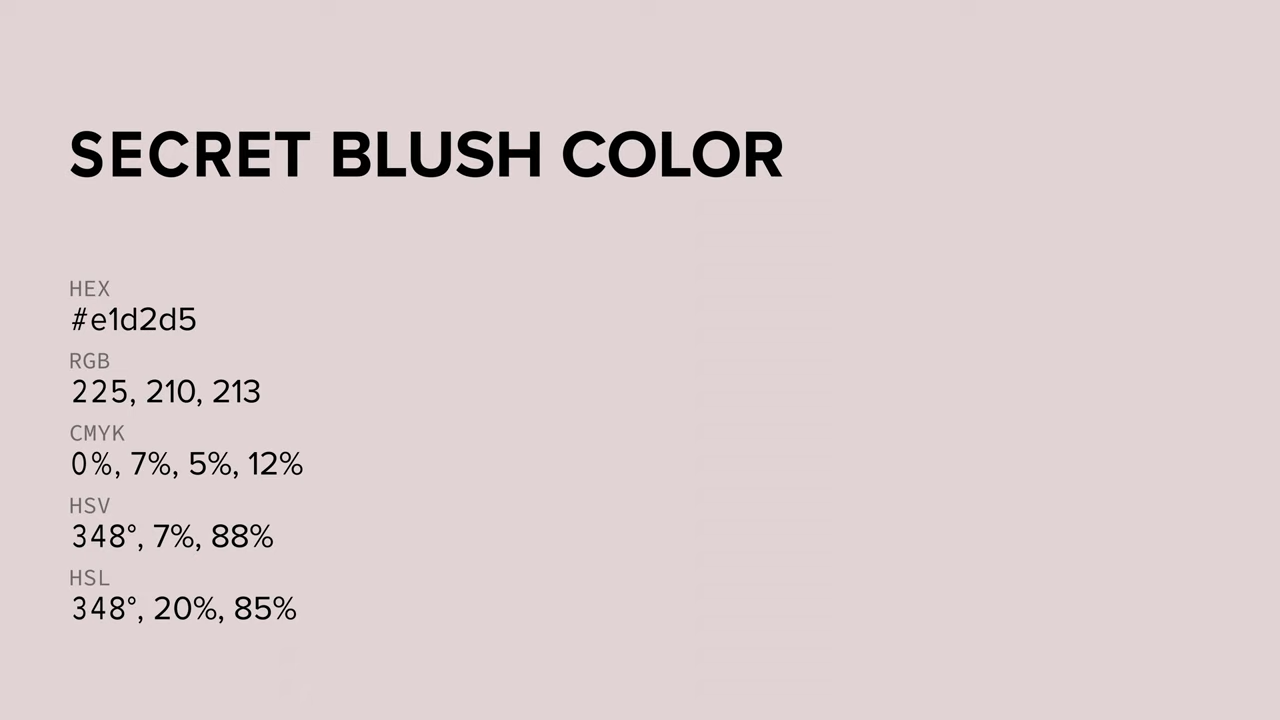 SECRET BLUSH COLOR
HEX
#e1d2d5
RGB
225, 210, 213
CMYK
0%, 7%, 5%, 12%
HSV
348°, 7%, 88%
HSL
348°, 20%, 85%